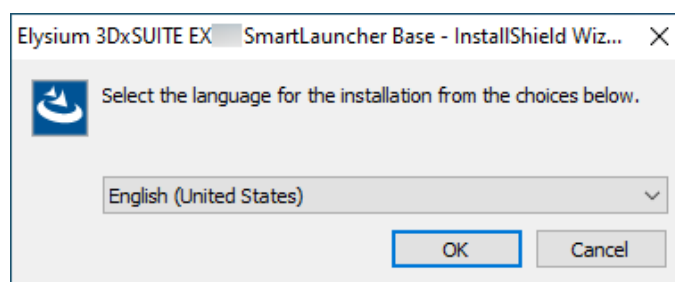 Elysium 3DxSUITE EX SmartLauncher Base - InstallShield Wiz...
Select the language for the installation from the choices below.
English (United States)
OK
Cancel